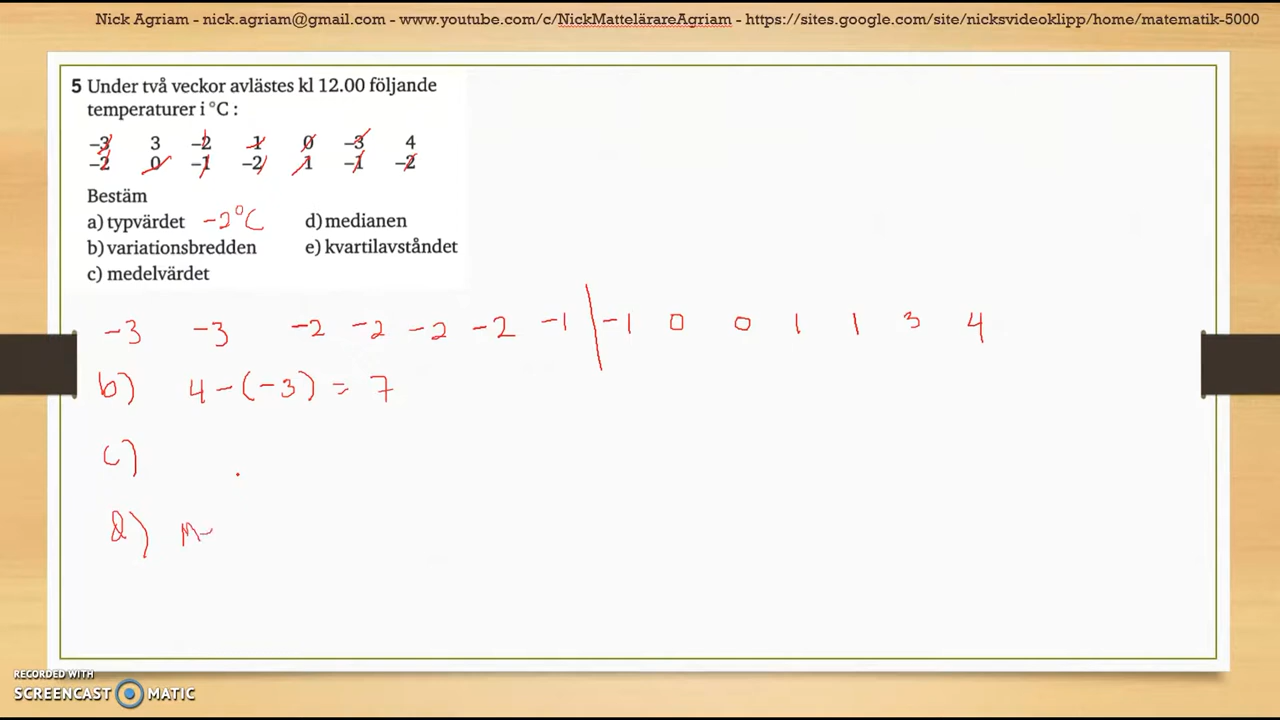 Nick Agriam - nick.agriam@gmail.com - www.youtube.com/c/NickMattelärareAgriam - https://sites.google.com/site/nicksvideoklipp/home/matematik-5000
5 Under två veckor avlästes kl 12.00 följande
temperaturer i °C :
–3 3 –2 1 0 –3 4
–2 0 –1 –2 1 –1 –2
Bestäm
a) typvärdet -2°C d) medianen
b) variationsbredden e) kvartilavståndet
c) medelvärdet
-3 -3 -2 -2 -2 -2 -1 | -1 0 0 1 1 3 4
b) 4-(-3) = 7
c)
d)
RECORDED WITH
SCREENCAST MATIC